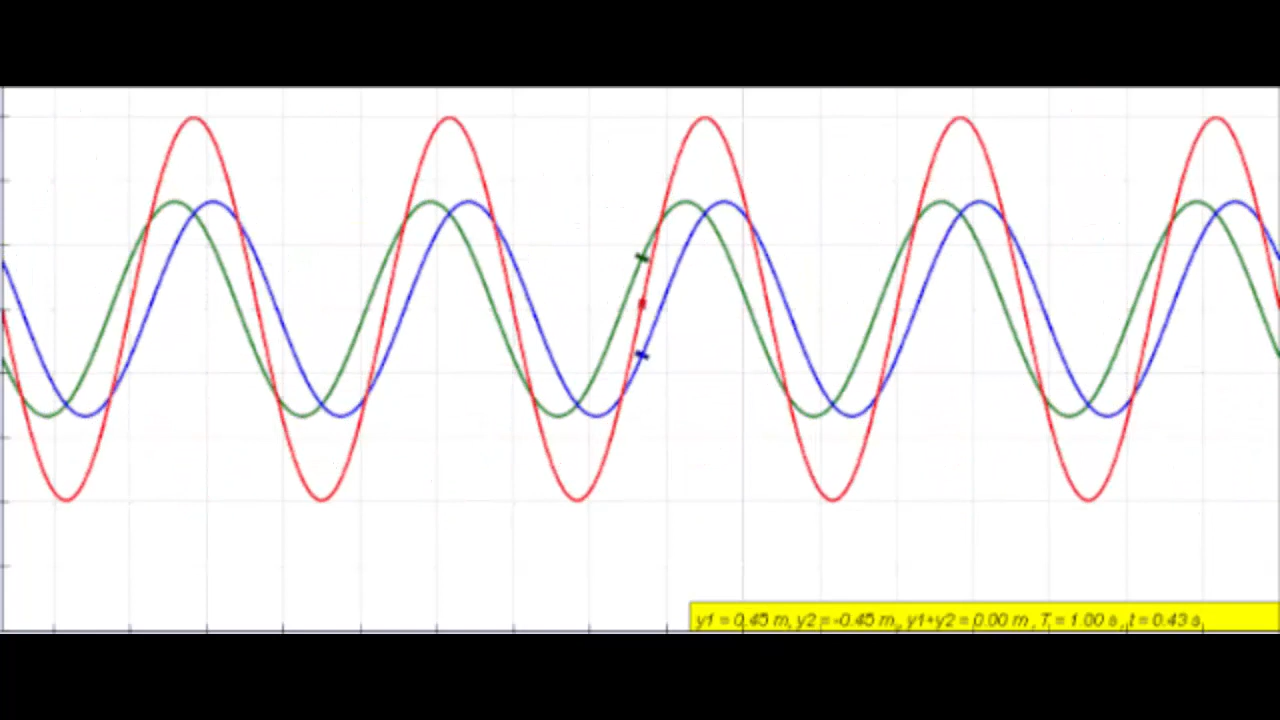 y1 = 0.45 m, y2 = -0.45 m, y1+y2 = 0.00 m , T = 1.00 s , t = 0.43 s